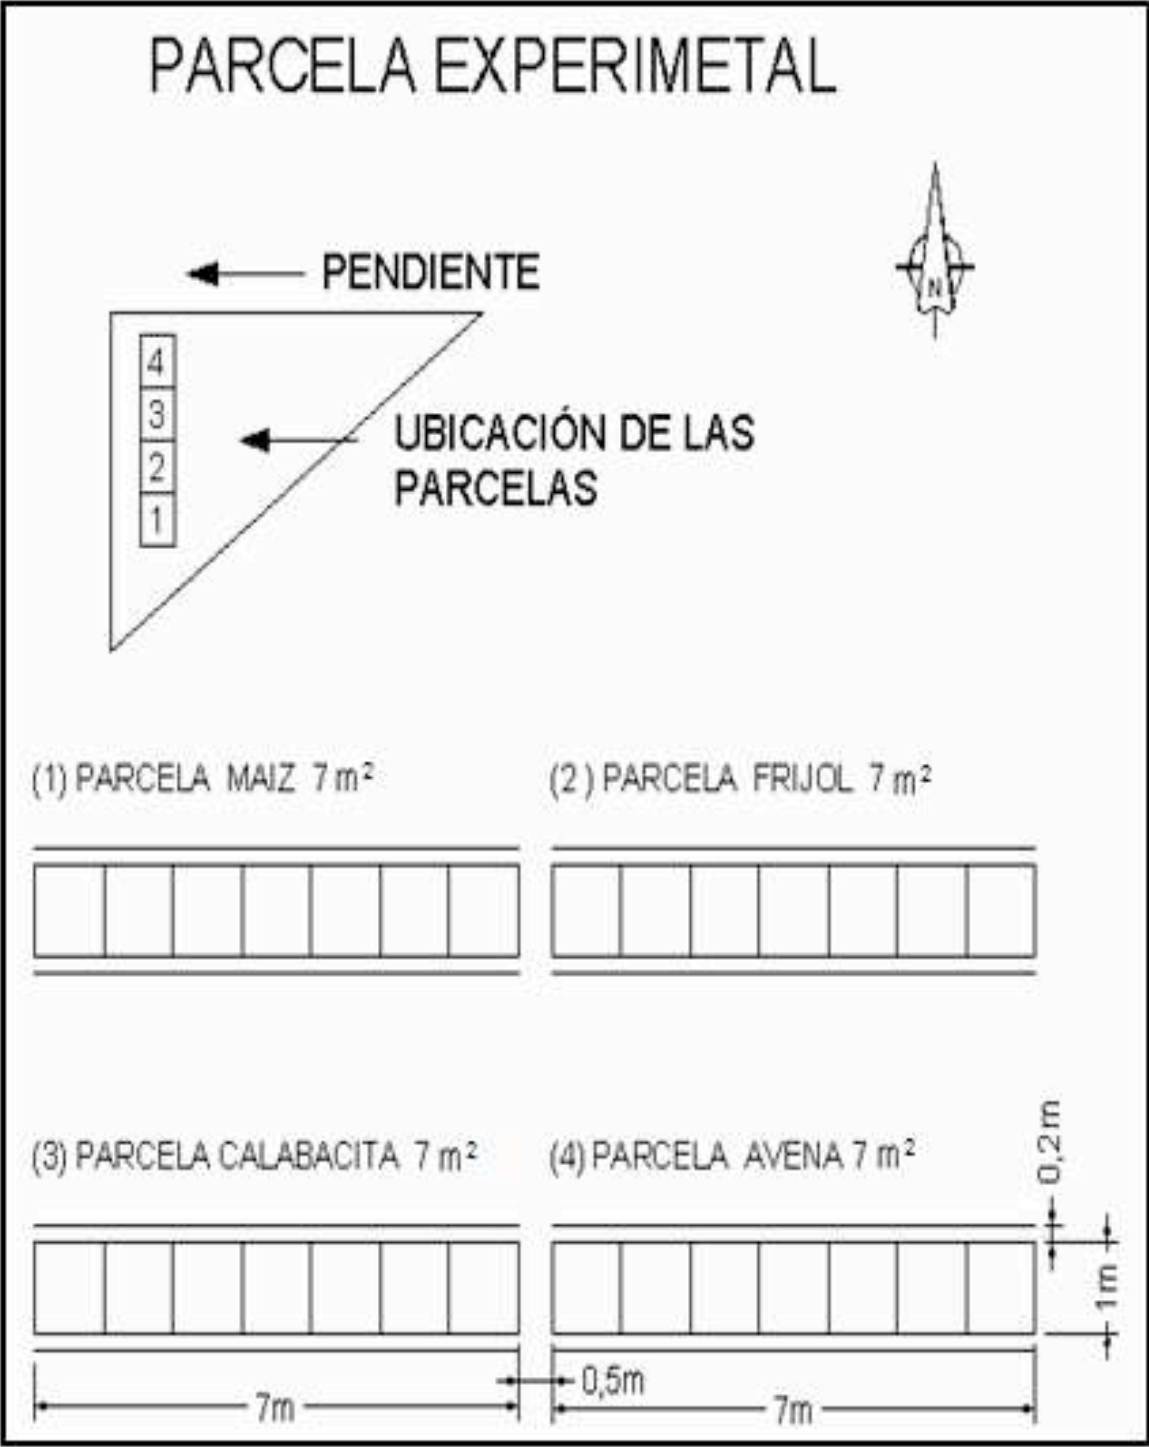 PARCELA EXPERIMETAL
N
PENDIENTE
4
3
2
1
UBICACIÓN DE LAS
PARCELAS
(1) PARCELA MAIZ 7 m²
(2) PARCELA FRIJOL 7 m²
(3) PARCELA CALABACITA 7 m²
(4) PARCELA AVENA 7 m²
0,2m
1m
0,5m
7m
7m